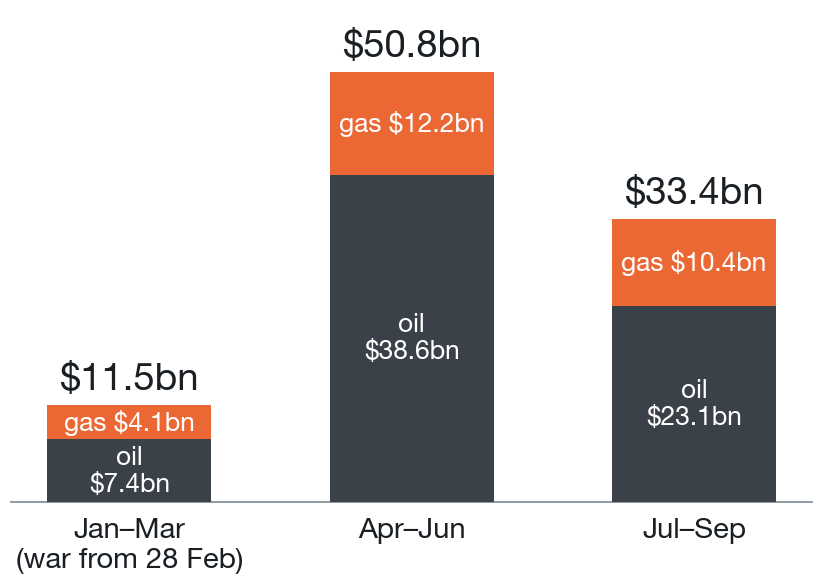 $11.5bn
gas $4.1bn
oil
$7.4bn
$50.8bn
gas $12.2bn
oil
$38.6bn
$33.4bn
gas $10.4bn
oil
$23.1bn
Jan–Mar
(war from 28 Feb)
Apr–Jun
Jul–Sep